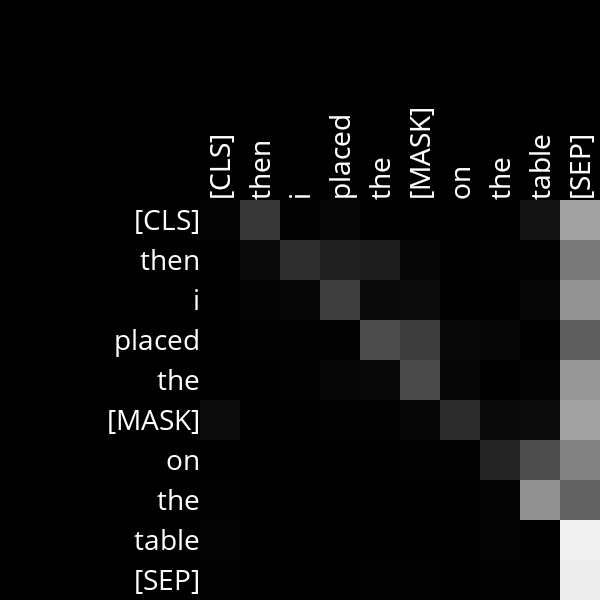 [CLS] then i placed the [MASK] on the table [SEP]
[CLS]
then
i
placed
the
[MASK]
on
the
table
[SEP]